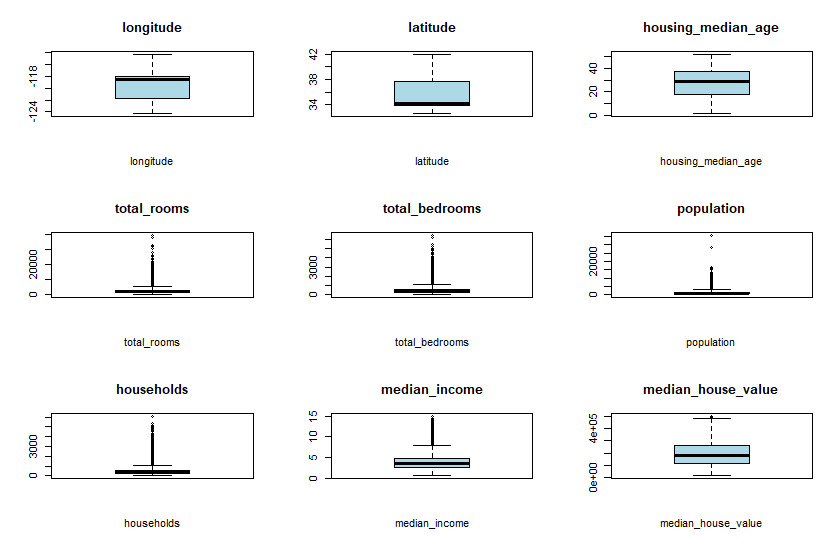 longitude
latitude
housing_median_age
-118
-124
42
38
34
40
20
0
longitude
latitude
housing_median_age
total_rooms
total_bedrooms
population
20000
0
3000
0
20000
0
total_rooms
total_bedrooms
population
households
median_income
median_house_value
3000
0
15
10
5
0
4e+05
0e+00
households
median_income
median_house_value